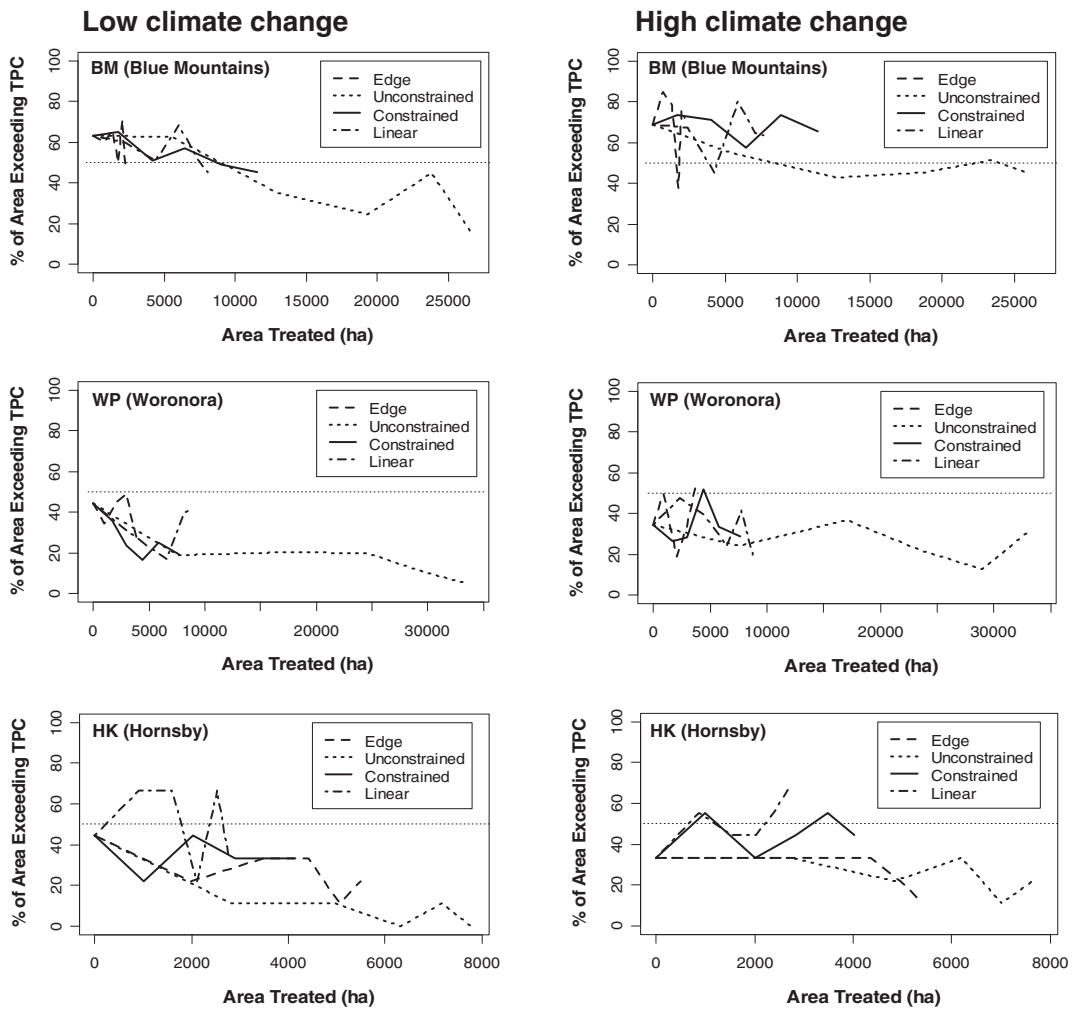 Low climate change
High climate change
BM (Blue Mountains)
Edge
Unconstrained
Constrained
Linear
% of Area Exceeding TPC
0 20 40 60 80 100
0 5000 10000 15000 20000 25000
Area Treated (ha)
BM (Blue Mountains)
Edge
Unconstrained
Constrained
Linear
% of Area Exceeding TPC
0 20 40 60 80 100
0 5000 10000 15000 20000 25000
Area Treated (ha)
WP (Woronora)
Edge
Unconstrained
Constrained
Linear
% of Area Exceeding TPC
0 20 40 60 80 100
0 5000 10000 20000 30000
Area Treated (ha)
WP (Woronora)
Edge
Unconstrained
Constrained
Linear
% of Area Exceeding TPC
0 20 40 60 80 100
0 5000 10000 20000 30000
Area Treated (ha)
HK (Hornsby)
Edge
Unconstrained
Constrained
Linear
% of Area Exceeding TPC
0 20 40 60 80 100
0 2000 4000 6000 8000
Area Treated (ha)
HK (Hornsby)
Edge
Unconstrained
Constrained
Linear
% of Area Exceeding TPC
0 20 40 60 80 100
0 2000 4000 6000 8000
Area Treated (ha)